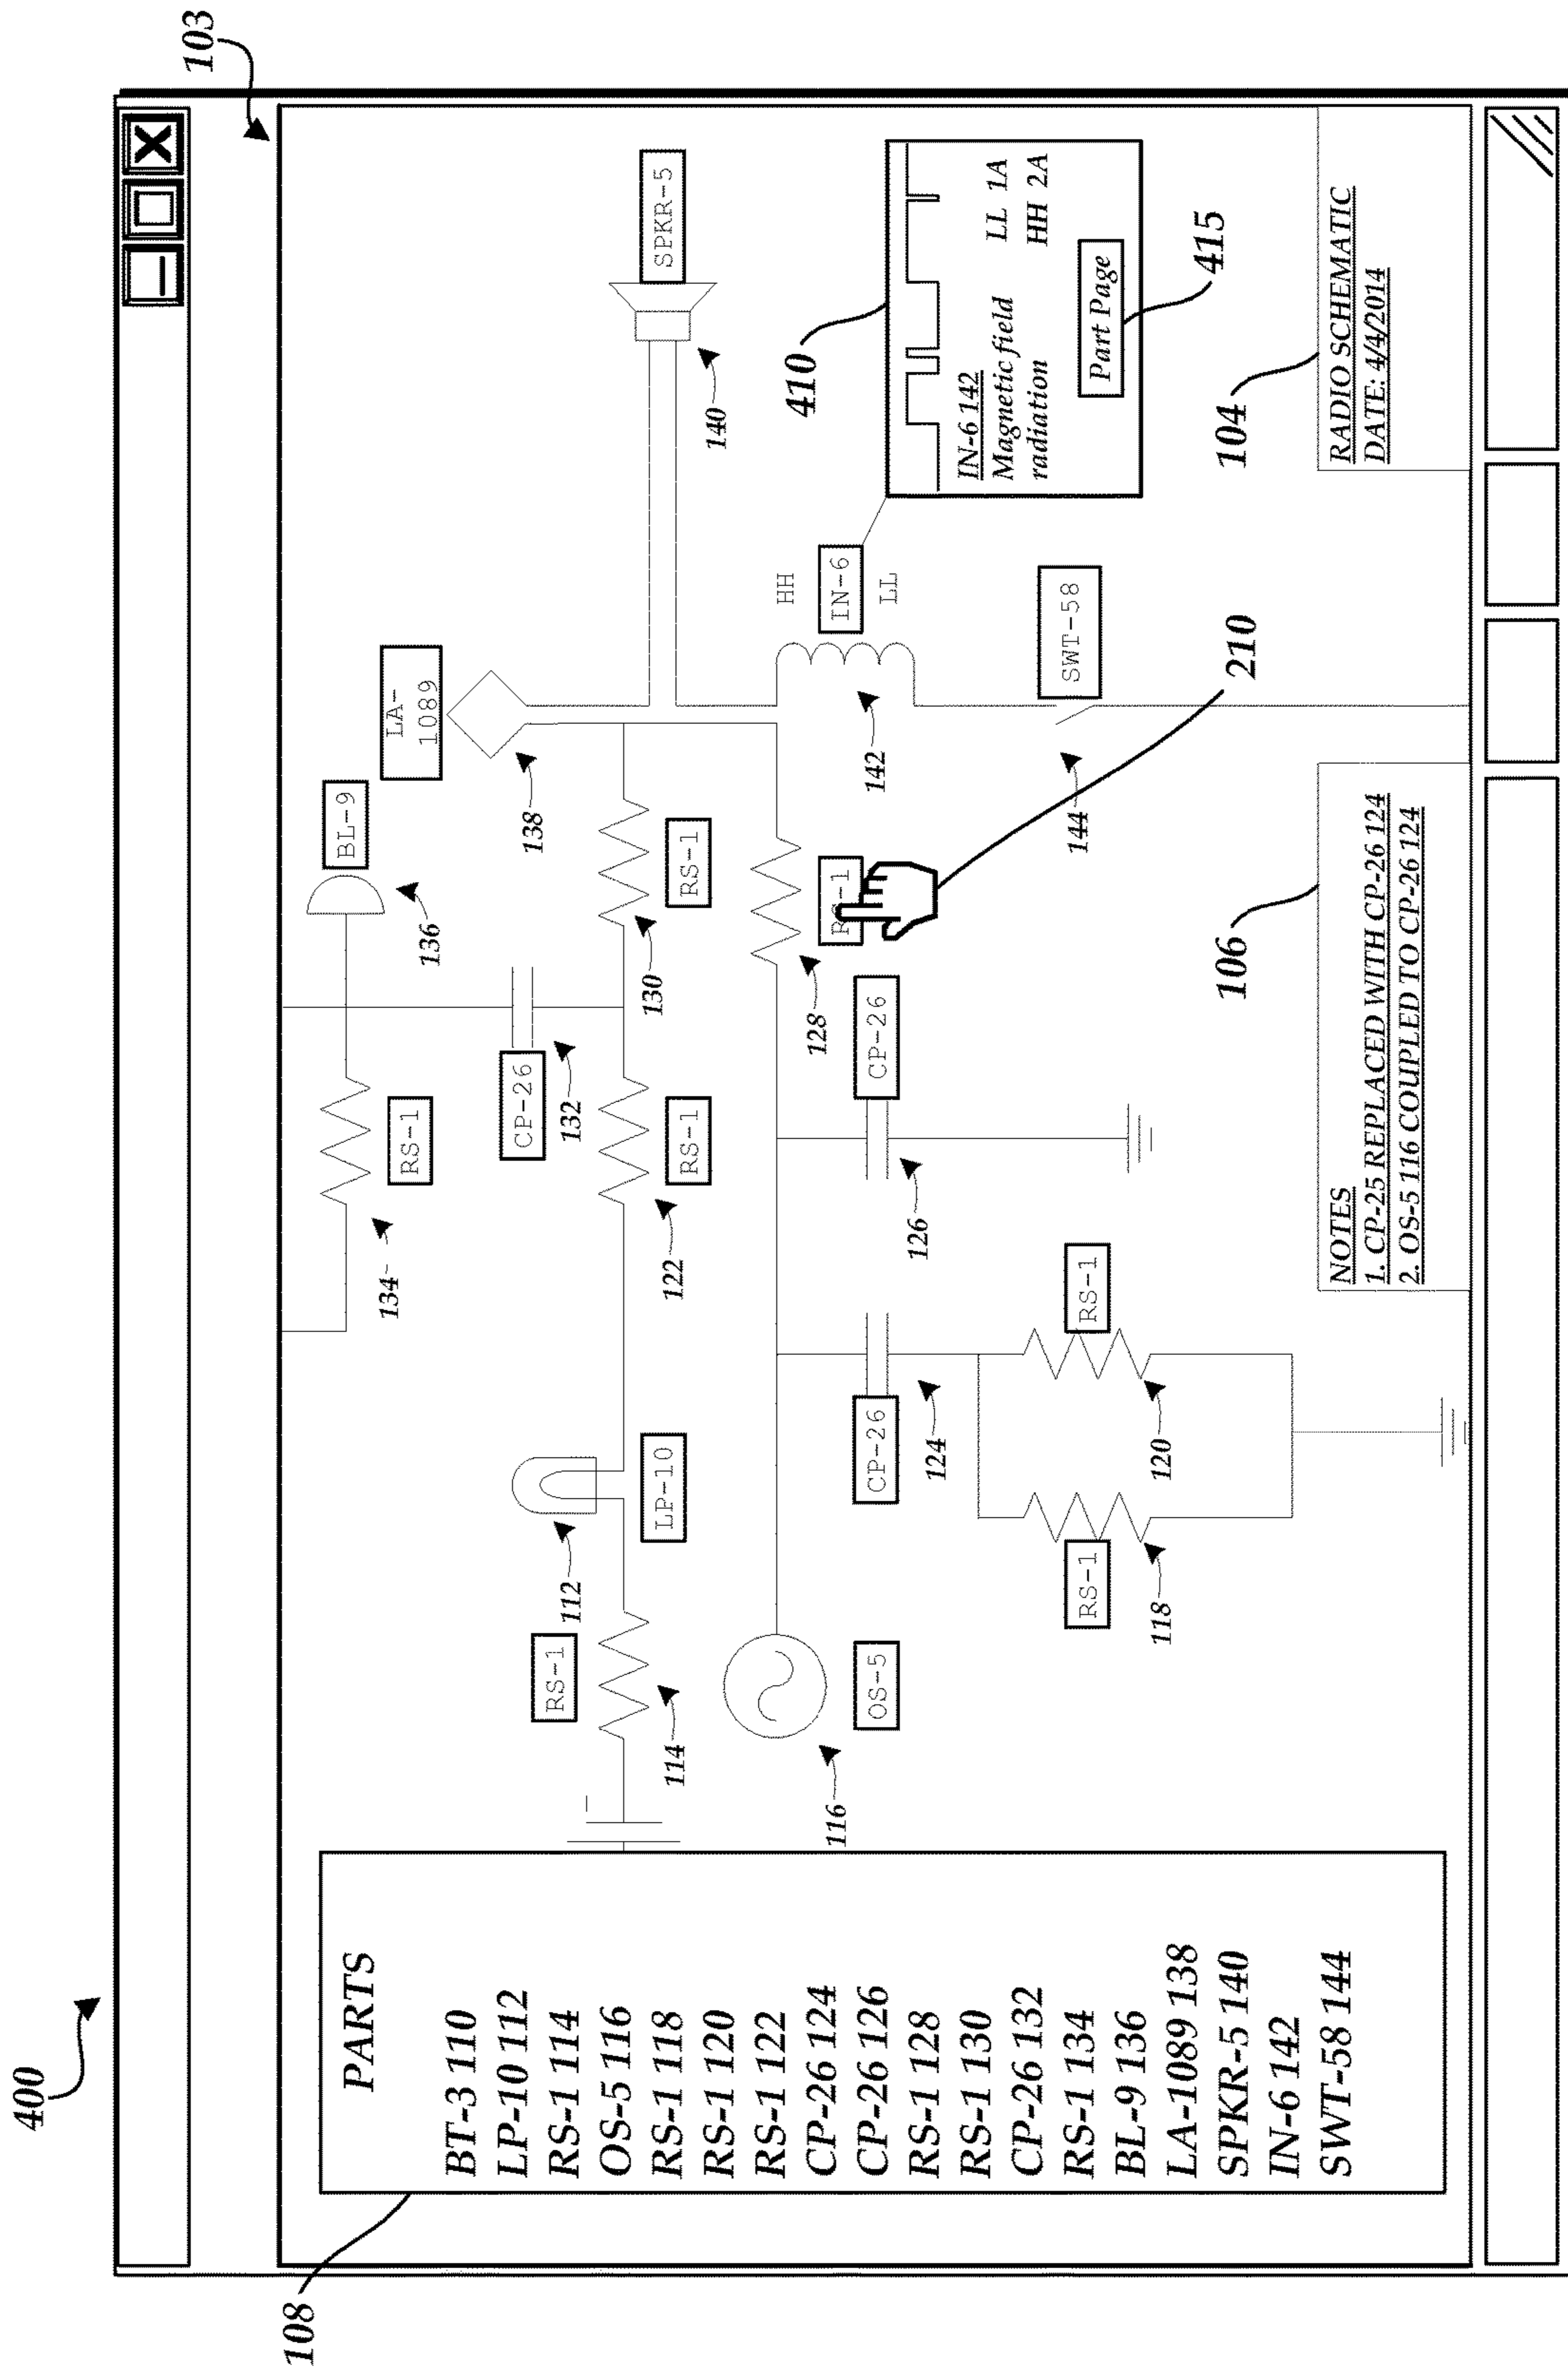 400
103
108
PARTS
BT-3 110
LP-10 112
RS-1 114
OS-5 116
RS-1 118
RS-1 120
RS-1 122
CP-26 124
CP-26 126
RS-1 128
RS-1 130
CP-26 132
RS-1 134
BL-9 136
LA-1089 138
SPKR-5 140
IN-6 142
SWT-58 144
134
RS-1
136
BL-9
LA-
1089
138
RS-1
114
112
LP-10
CP-26
132
122
RS-1
130
RS-1
140
SPKR-5
116
OS-5
CP-26
124
126
CP-26
128
RS-1
210
142
HH
IN-6
LL
144
SWT-58
410
IN-6 142
Magnetic field
radiation
LL 1A
HH 2A
Part Page
415
RS-1
118
120
RS-1
106
NOTES
1. CP-25 REPLACED WITH CP-26 124
2. OS-5 116 COUPLED TO CP-26 124
104
RADIO SCHEMATIC
DATE: 4/4/2014